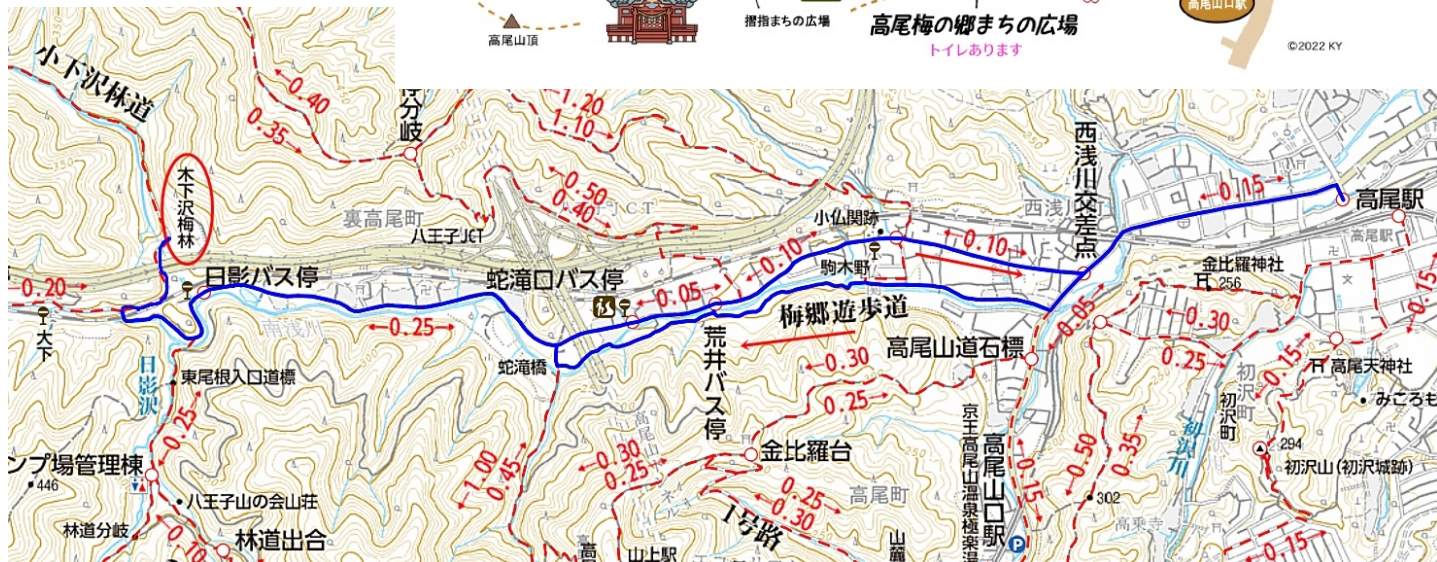 高尾山口駅
高尾山頂
摺指まちの広場
高尾梅の郷まちの広場
トイレあります
©2022 KY
小下沢林道
←0.40
0.35→
分岐
1.20
1.10→
西浅川交差点
木下沢梅林
裏高尾町
八王子JCT
←0.50
0.40→
JCT
小仏関跡
西浅川
←0.15→
高尾駅
高尾駅
←0.10→
駒木野
金比羅神社
256
←0.20
日影バス停
蛇滝口バス停
←0.10→
←0.05→
0.15
大下
南浅川
←0.25→
梅郷遊歩道
←0.05
←0.30
0.25→
蛇滝橋
荒井バス停
高尾山道石標
←0.30
0.25→
←0.15→
初沢町
高尾天神社
日影沢
東尾根入口道標
←0.25→
初沢町
みころも
ンプ場管理棟
446
←1.00
0.45→
←0.30
0.25→
金比羅台
京王高尾山温泉極楽湯
高尾山口駅
←0.50
0.35→
初沢川
294
初沢山(初沢城跡)
八王子山の会山荘
高尾町
0.25→
←0.30
302
高乗寺
林道分岐
1号路
0.15
0.10
林道出合
山上駅
山麓
P
0.15